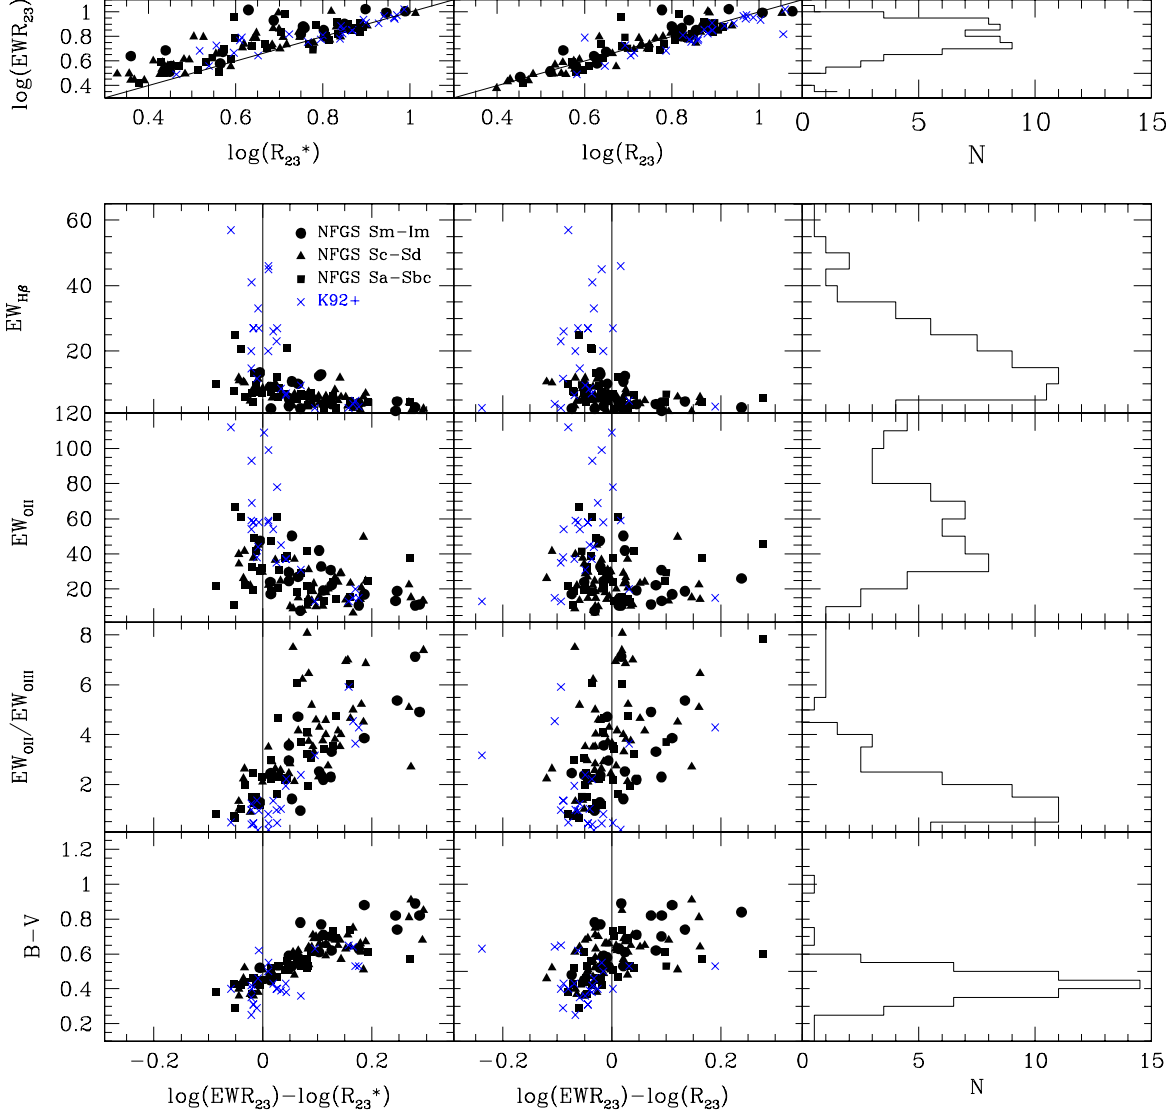 log(EWR23)
1
0.8
0.6
0.4
0.4 0.6 0.8 1
0.4 0.6 0.8 1
0 5 10 15
log(R23*)
log(R23)
N
60
40
20
EWHβ
NFGS Sm-Im
NFGS Sc-Sd
NFGS Sa-Sbc
K92+
120
100
80
60
40
20
EWOII
8
6
4
2
EWOII/EWOIII
1.2
1
0.8
0.6
0.4
0.2
B-V
-0.2 0 0.2
-0.2 0 0.2
0 5 10 15
log(EWR23)-log(R23*)
log(EWR23)-log(R23)
N